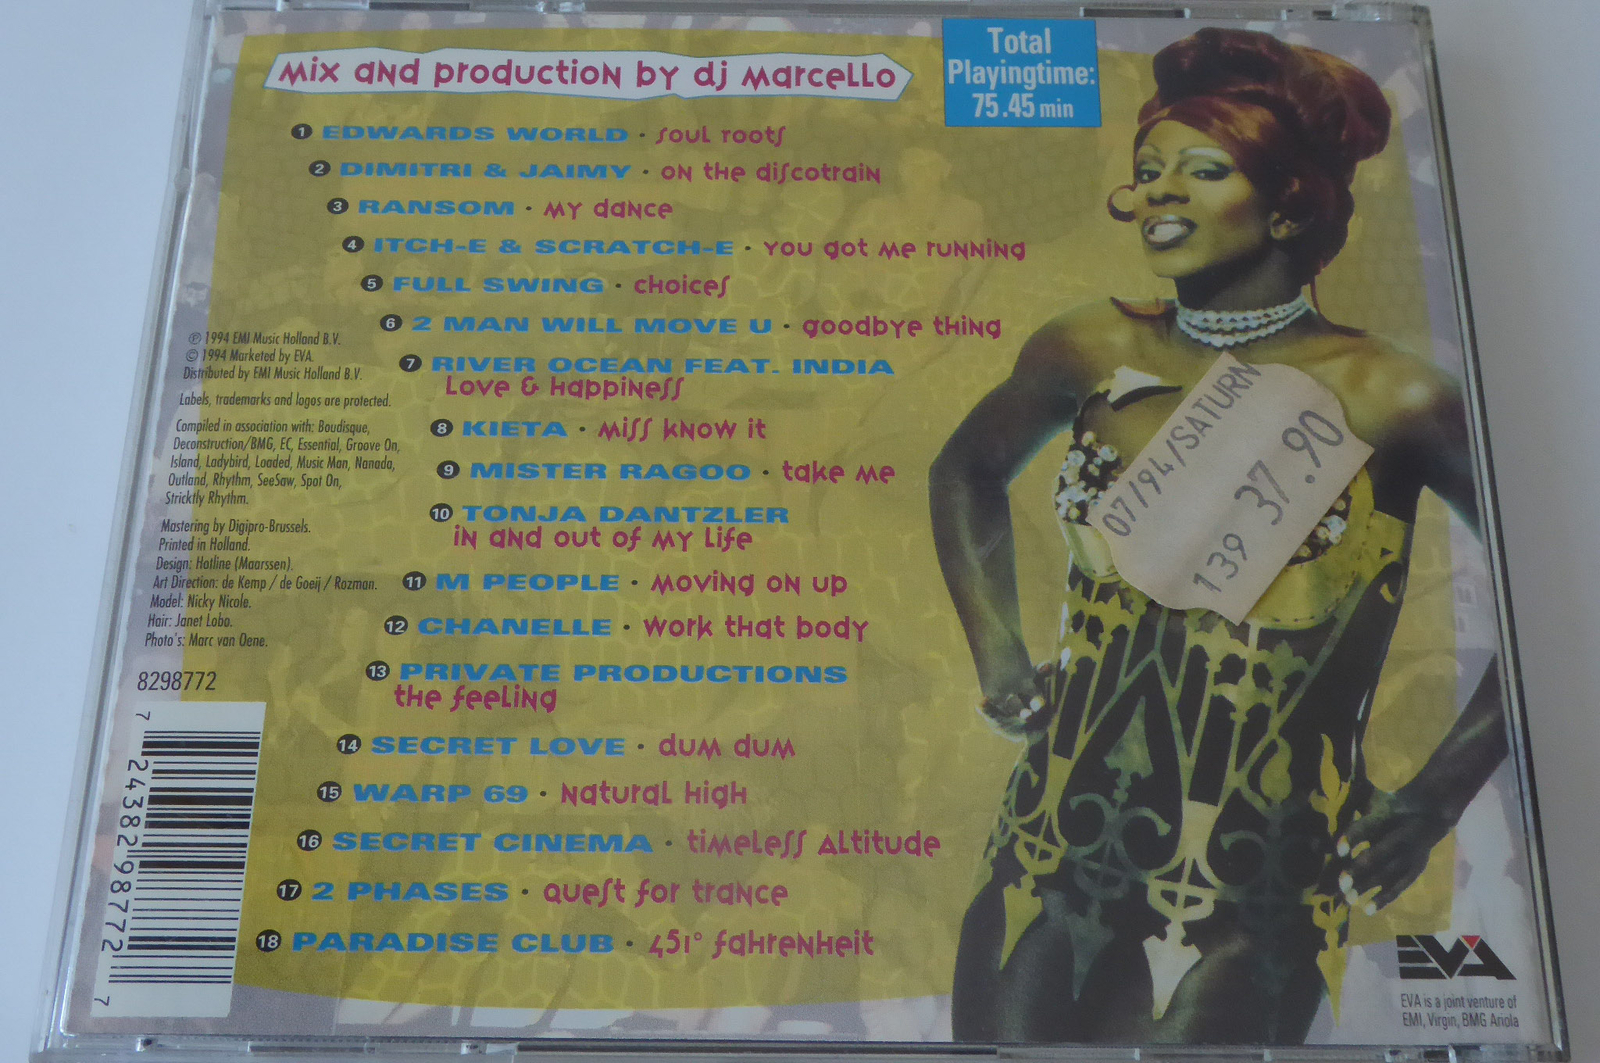 Mix and production by dj Marcello
Total
Playingtime:
75.45 min
1 EDWARDS WORLD · soul roots
2 DIMITRI & JAIMY · on the discotrain
3 RANSOM · my dance
4 ITCH-E & SCRATCH-E · you got me running
5 FULL SWING · choices
6 2 MAN WILL MOVE U · goodbye thing
7 RIVER OCEAN FEAT. INDIA
Love & happiness
8 KIETA · miss know it
9 MISTER RAGOO · take me
10 TONJA DANTZLER
in and out of my life
11 M PEOPLE · moving on up
12 CHANELLE · work that body
13 PRIVATE PRODUCTIONS
the feeling
14 SECRET LOVE · dum dum
15 WARP 69 · natural high
16 SECRET CINEMA · timeless altitude
17 2 PHASES · quest for trance
18 PARADISE CLUB · 451° fahrenheit
℗ 1994 EMI Music Holland B.V.
© 1994 Marketed by EVA.
Distributed by EMI Music Holland B.V.
Labels, trademarks and logos are protected.
Compiled in association with: Boudisque,
Deconstruction/BMG, EC, Essential, Groove On,
Island, Ladybird, Loaded, Music Man, Nanada,
Outland, Rhythm, SeeSaw, Spot On,
Stricktly Rhythm.
Mastering by Digipro-Brussels.
Printed in Holland.
Design: Hotline (Maarssen).
Art Direction: de Kemp / de Goeij / Rozman.
Model: Nicky Nicole.
Hair: Janet Lobo.
Photo's: Marc van Oene.
8298772
7 24382 98772 7
07/94/SATURN
139 37.90
EVA
EVA is a joint venture of
EMI, Virgin, BMG Ariola